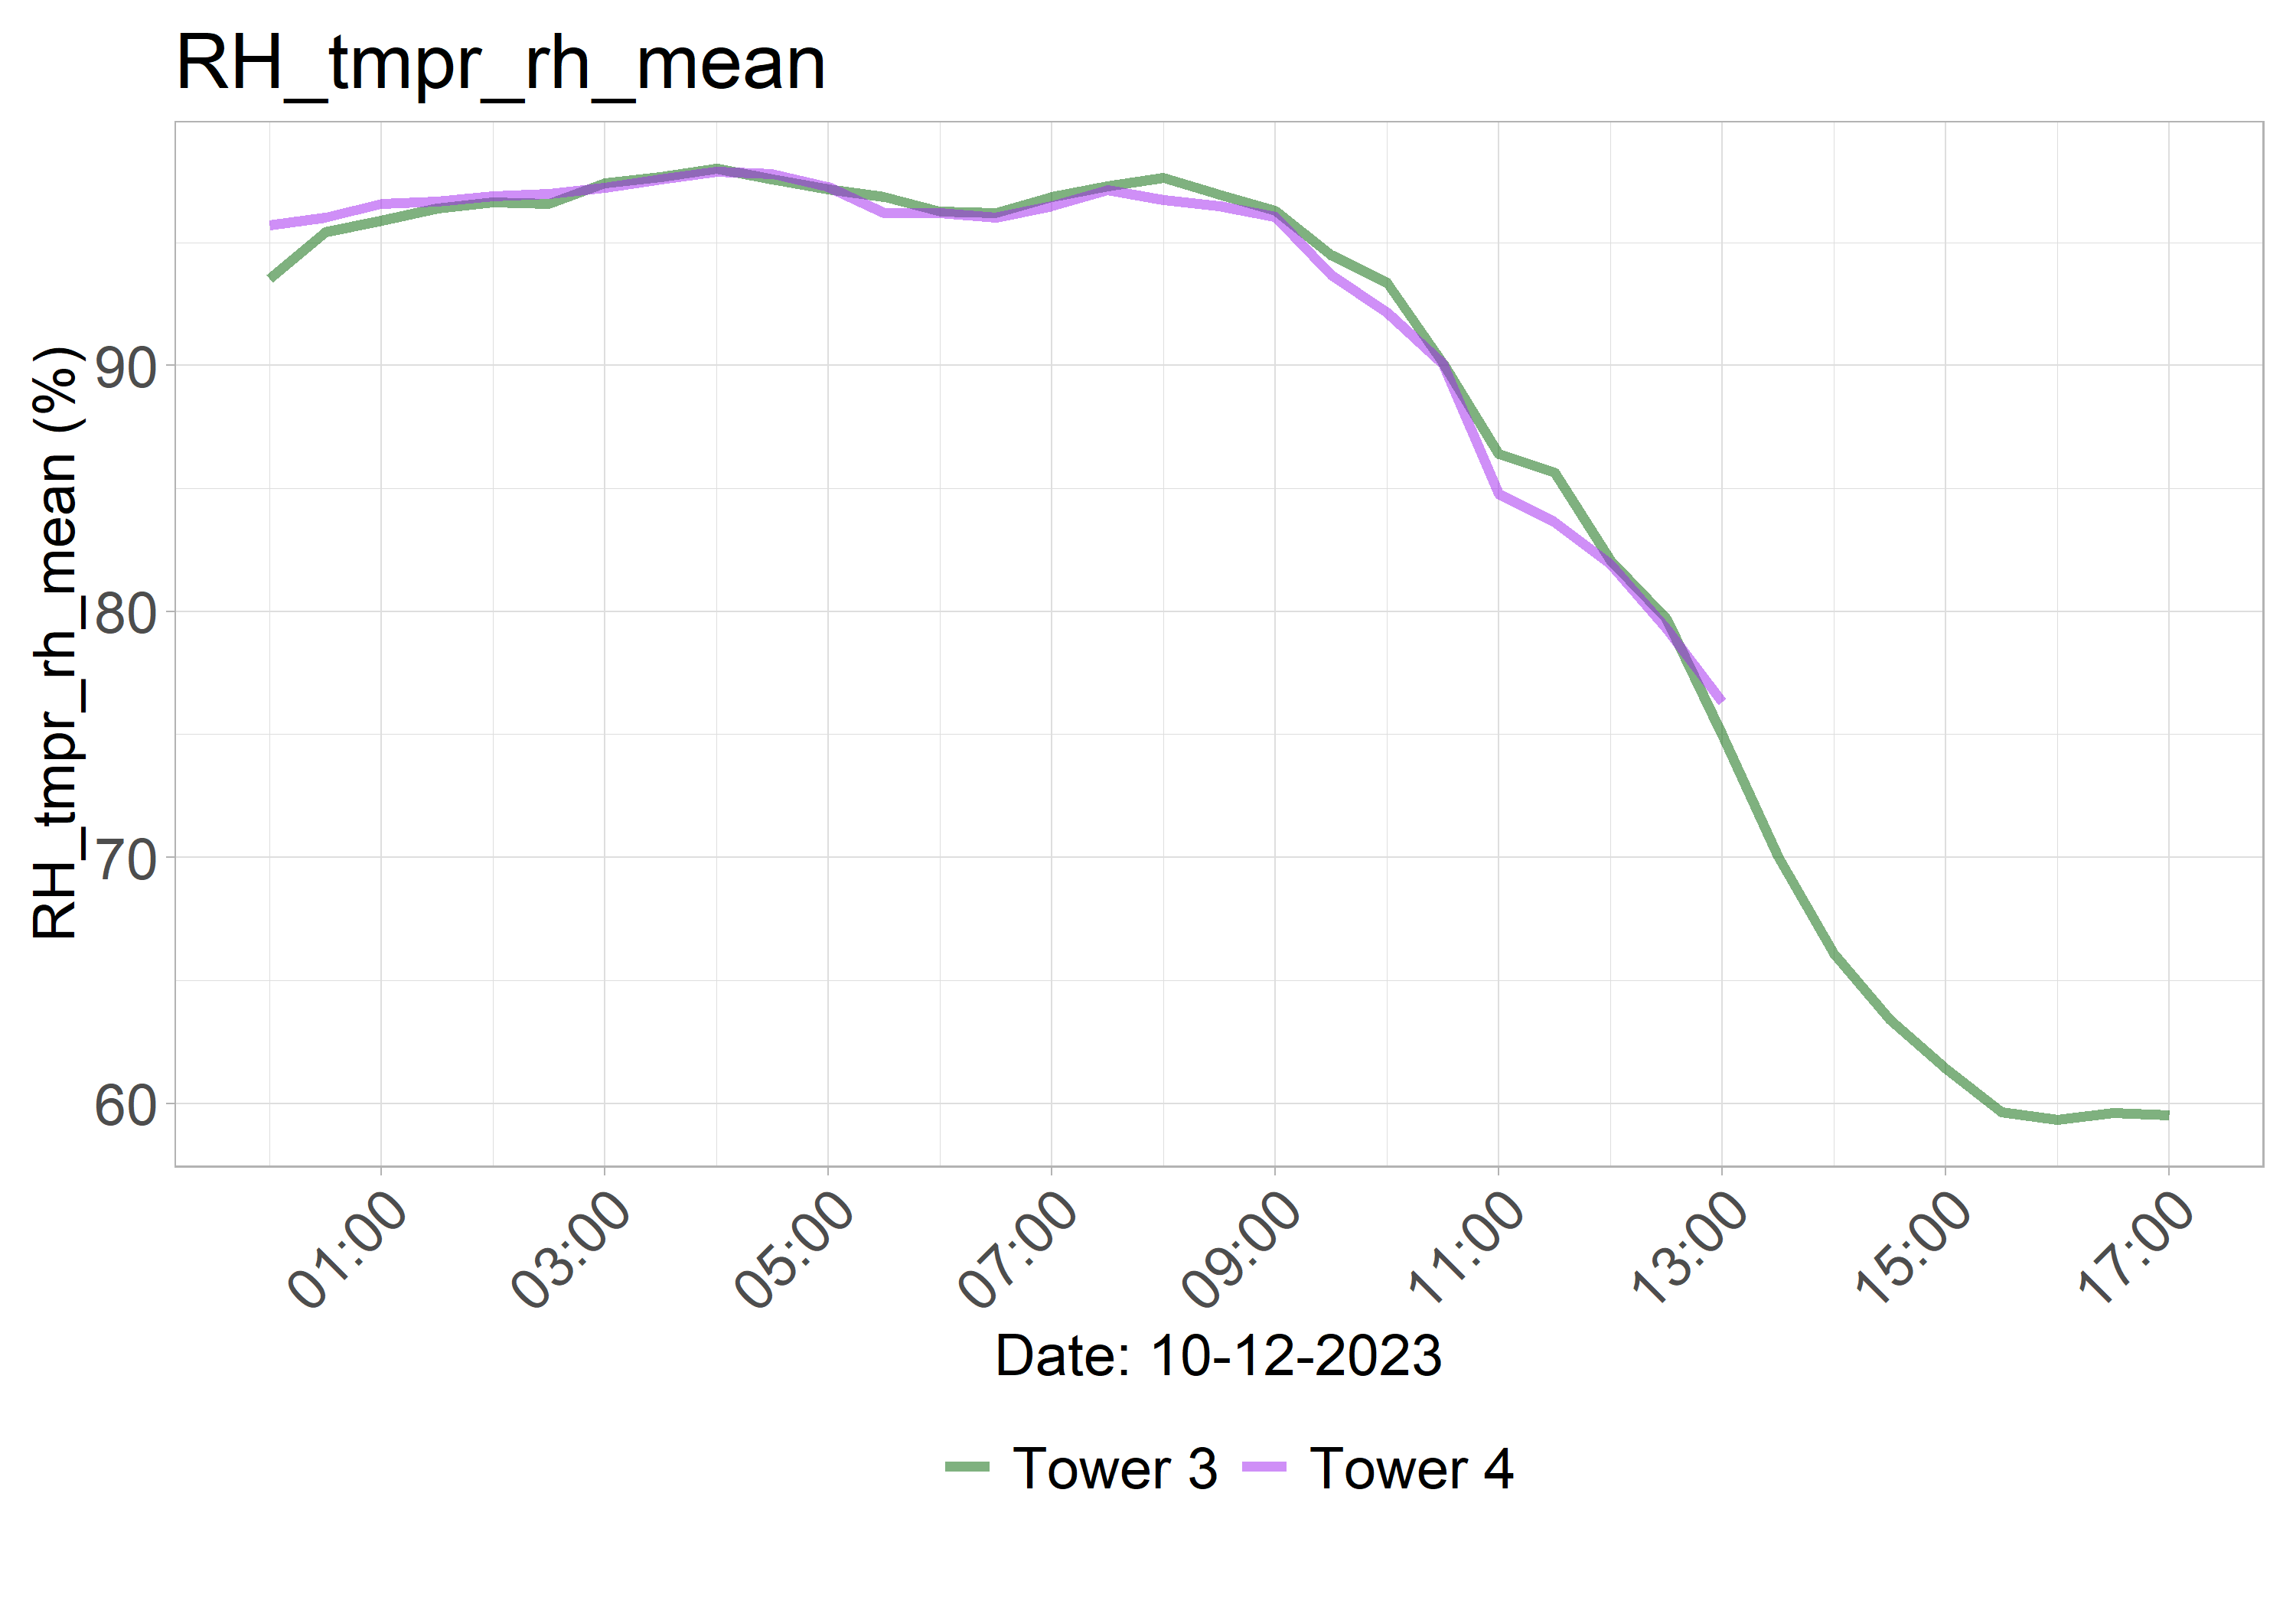 RH_tmpr_rh_mean
RH_tmpr_rh_mean (%)
90
80
70
60
01:00
03:00
05:00
07:00
09:00
11:00
13:00
15:00
17:00
Date: 10-12-2023
Tower 3
Tower 4